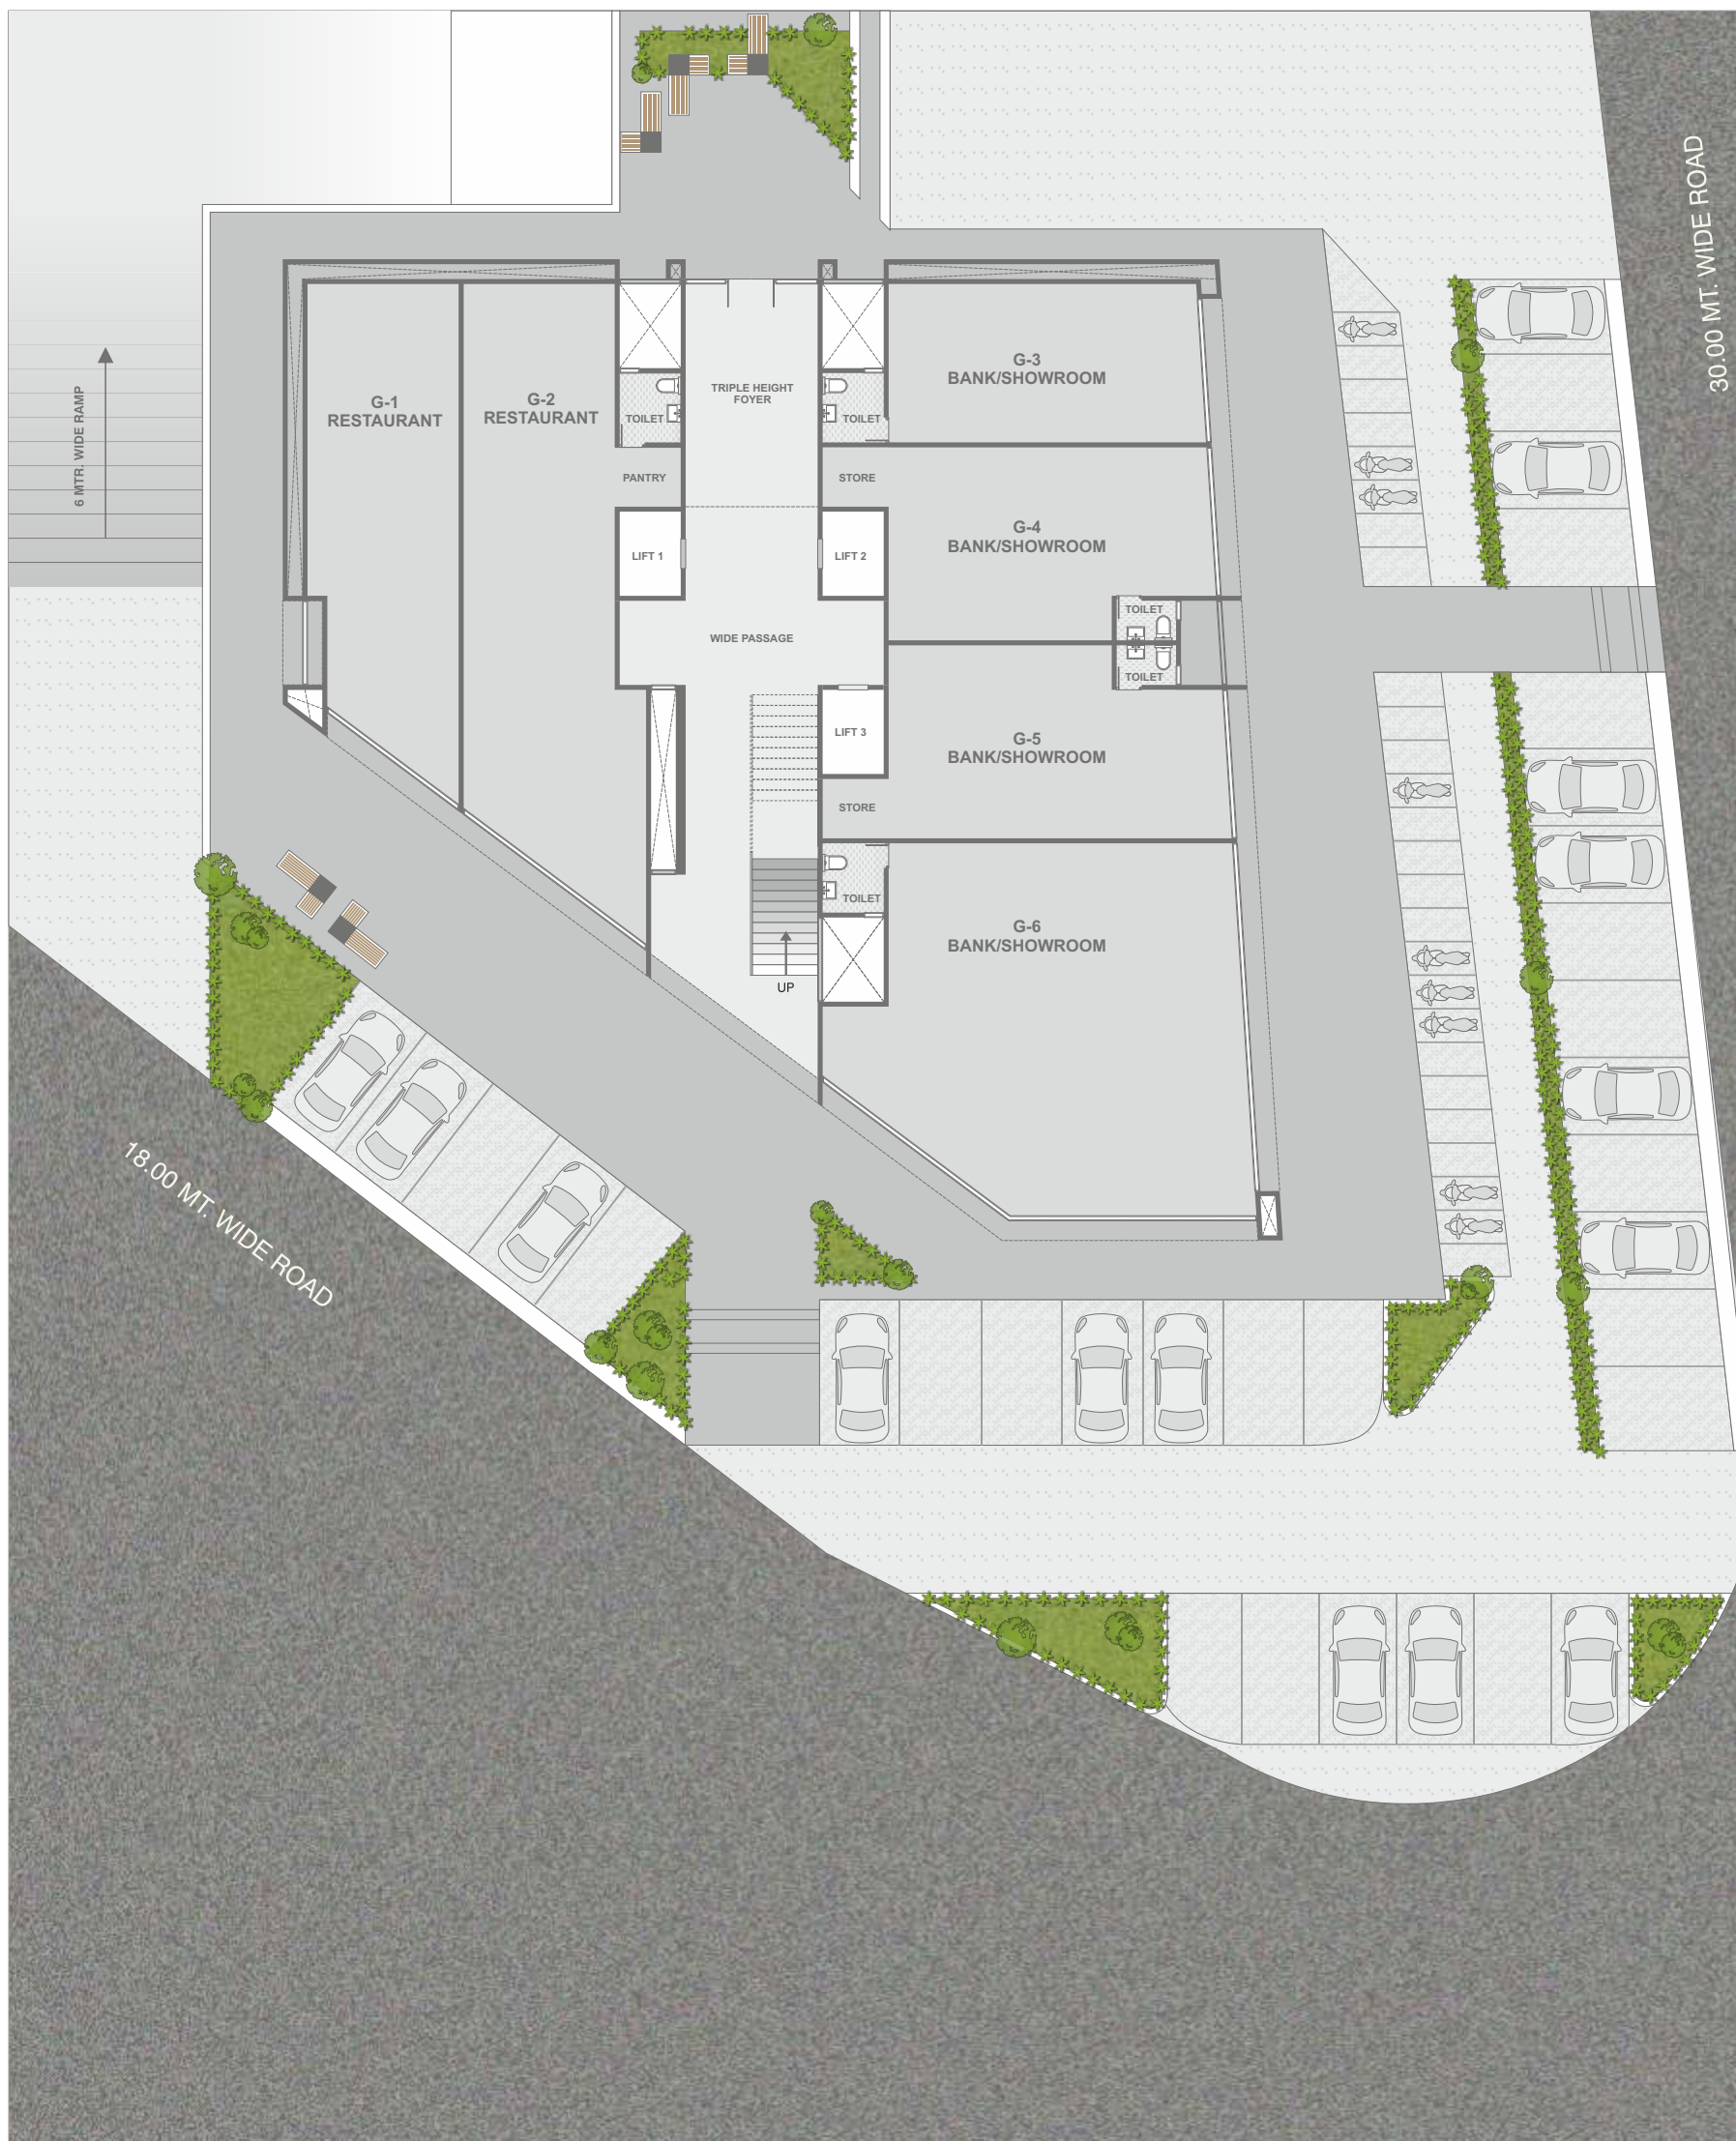 30.00 MT. WIDE ROAD
6 MTR. WIDE RAMP
G-1
RESTAURANT
G-2
RESTAURANT
TOILET
PANTRY
LIFT 1
TRIPLE HEIGHT
FOYER
TOILET
STORE
LIFT 2
WIDE PASSAGE
G-3
BANK/SHOWROOM
G-4
BANK/SHOWROOM
TOILET
TOILET
LIFT 3
STORE
G-5
BANK/SHOWROOM
TOILET
UP
G-6
BANK/SHOWROOM
18.00 MT. WIDE ROAD